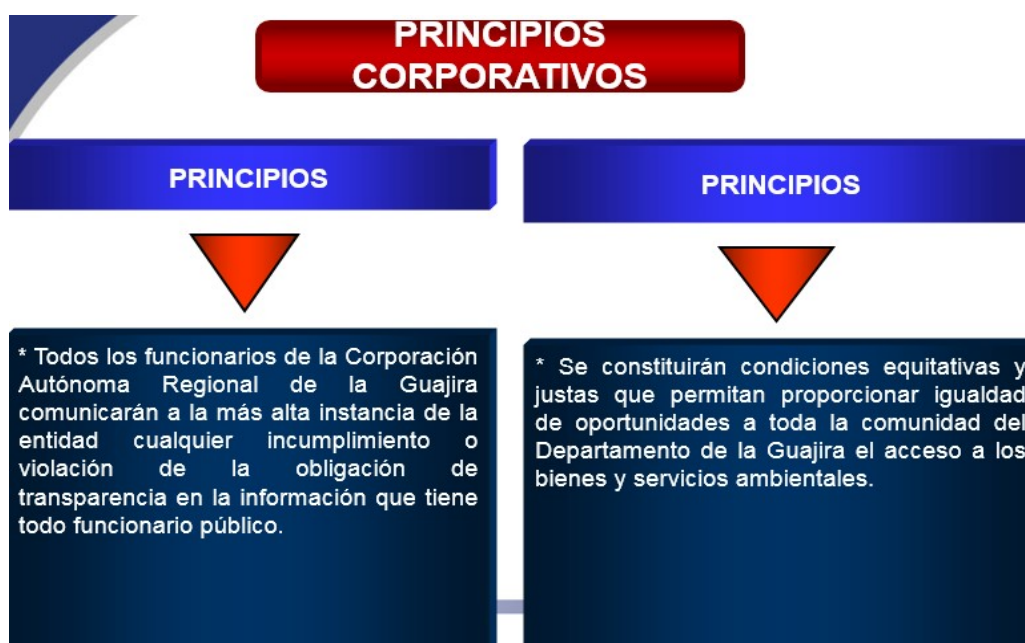 PRINCIPIOS
CORPORATIVOS
PRINCIPIOS
* Todos los funcionarios de la Corporación
Autónoma Regional de la Guajira
comunicarán a la más alta instancia de la
entidad cualquier incumplimiento o
violación de la obligación de
transparencia en la información que tiene
todo funcionario público.
PRINCIPIOS
* Se constituirán condiciones equitativas y
justas que permitan proporcionar igualdad
de oportunidades a toda la comunidad del
Departamento de la Guajira el acceso a los
bienes y servicios ambientales.